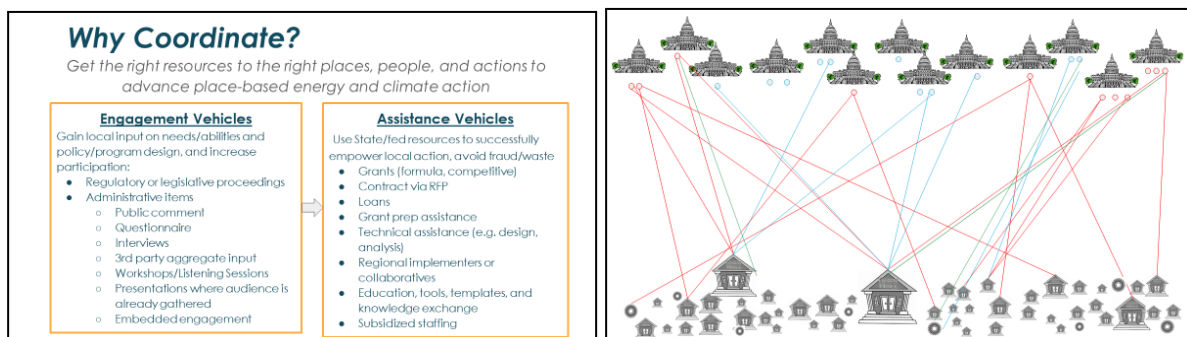 Why Coordinate?
Get the right resources to the right places, people, and actions to
advance place-based energy and climate action
Engagement Vehicles
Gain local input on needs/abilities and
policy/program design, and increase
participation:
● Regulatory or legislative proceedings
● Administrative items
○ Public comment
○ Questionnaire
○ Interviews
○ 3rd party aggregate input
○ Workshops/Listening Sessions
○ Presentations where audience is
already gathered
○ Embedded engagement
Assistance Vehicles
Use State/fed resources to successfully
empower local action, avoid fraud/waste
● Grants (formula, competitive)
● Contract via RFP
● Loans
● Grant prep assistance
● Technical assistance (e.g. design,
analysis)
● Regional implementers or
collaboratives
● Education, tools, templates, and
knowledge exchange
● Subsidized staffing